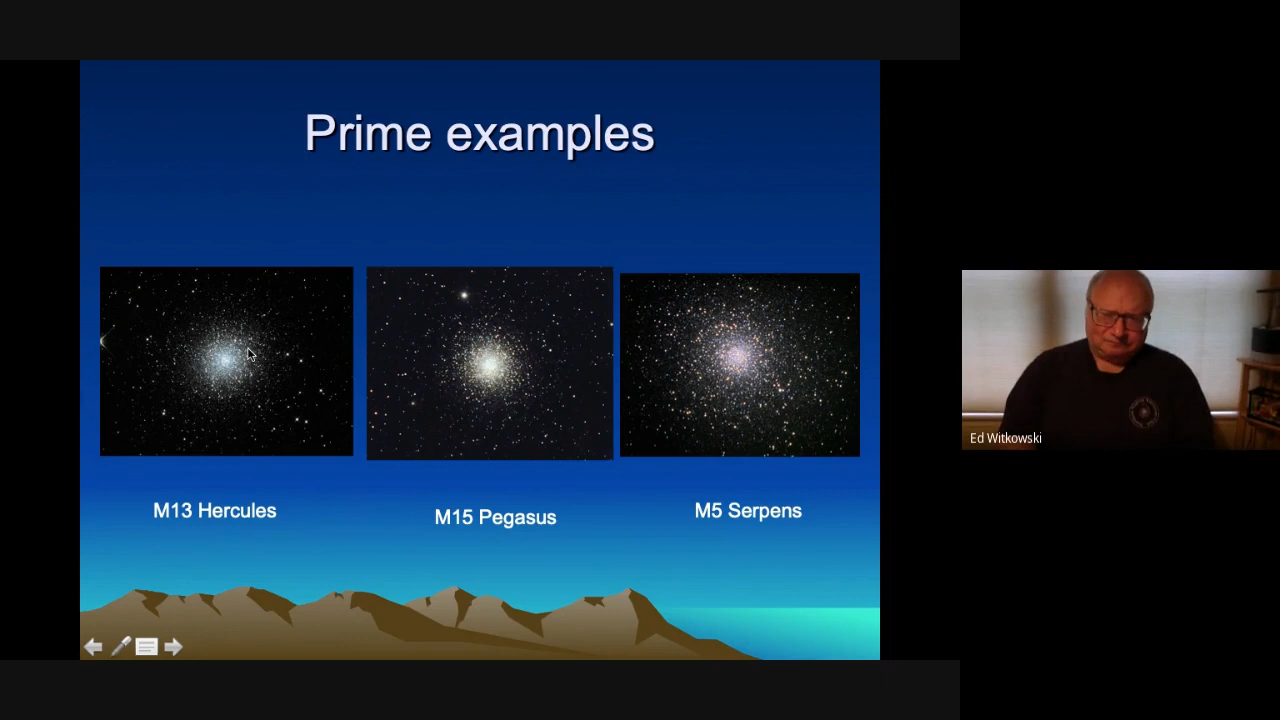 Prime examples
M13 Hercules
M15 Pegasus
M5 Serpens
Ed Witkowski